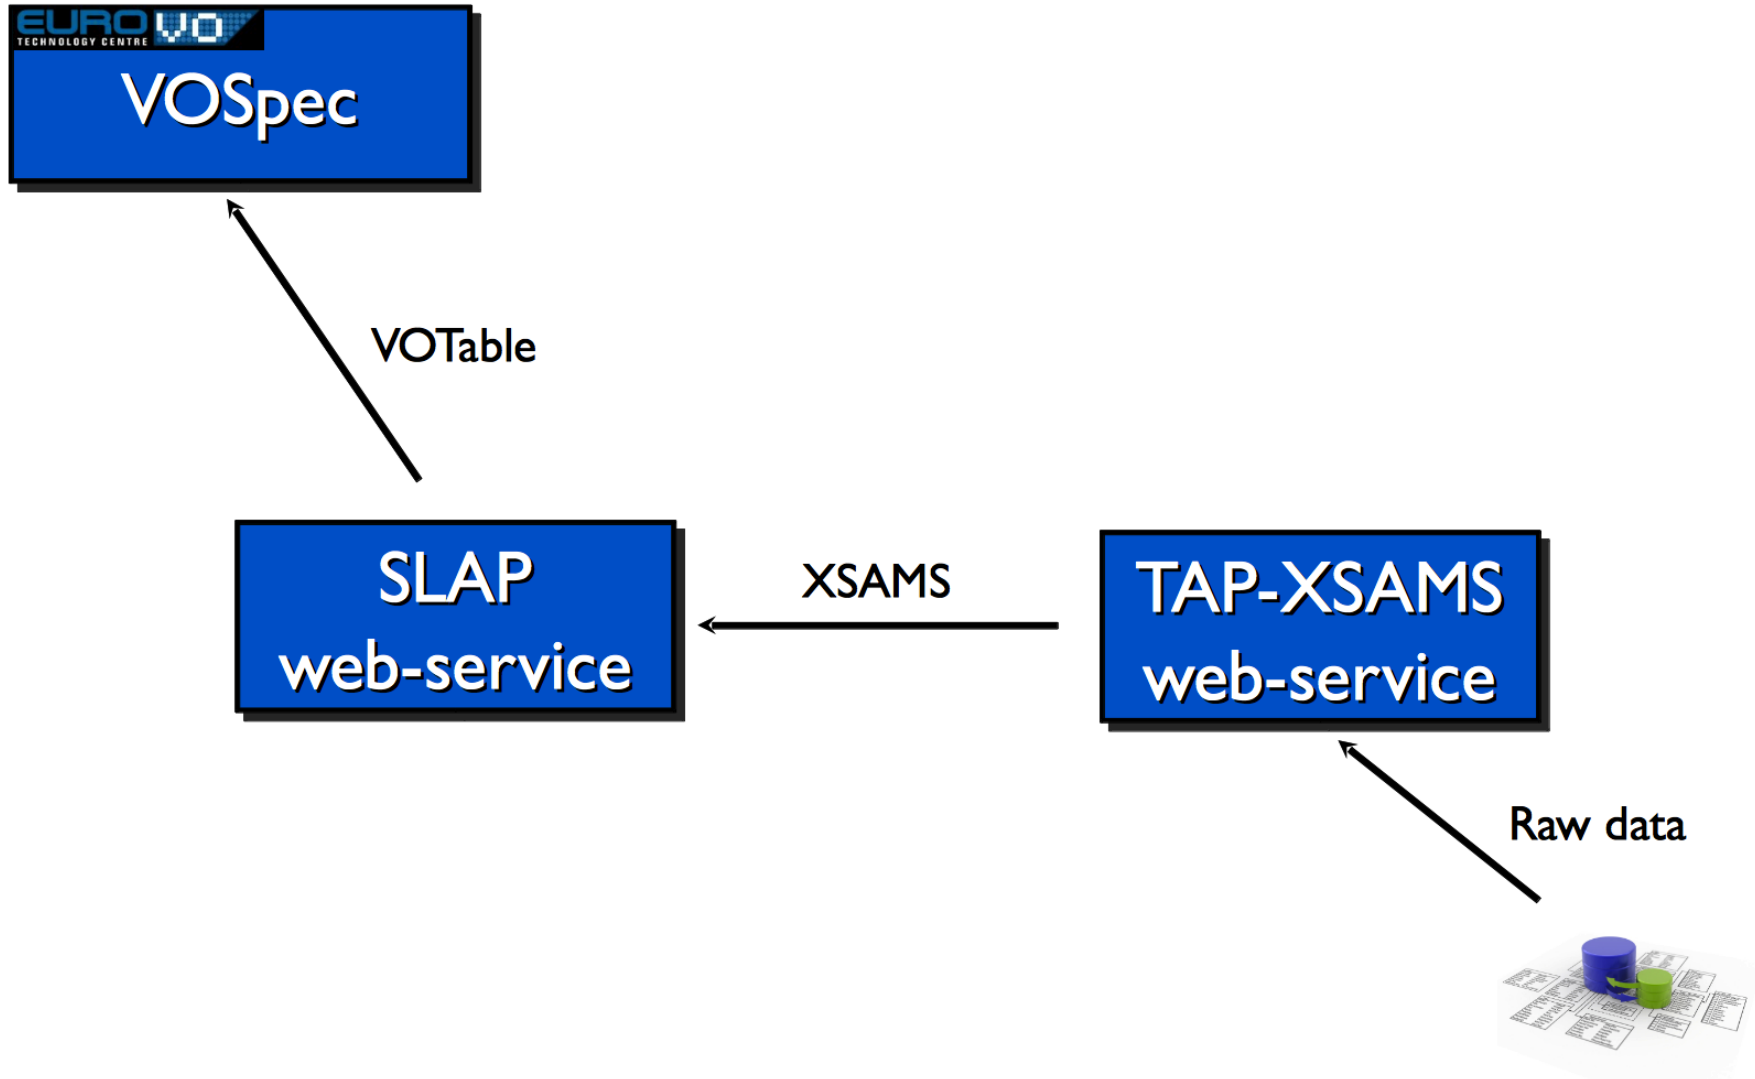 EURO VO
TECHNOLOGY CENTRE
VOSpec
VOTable
SLAP
web-service
XSAMS
TAP-XSAMS
web-service
Raw data